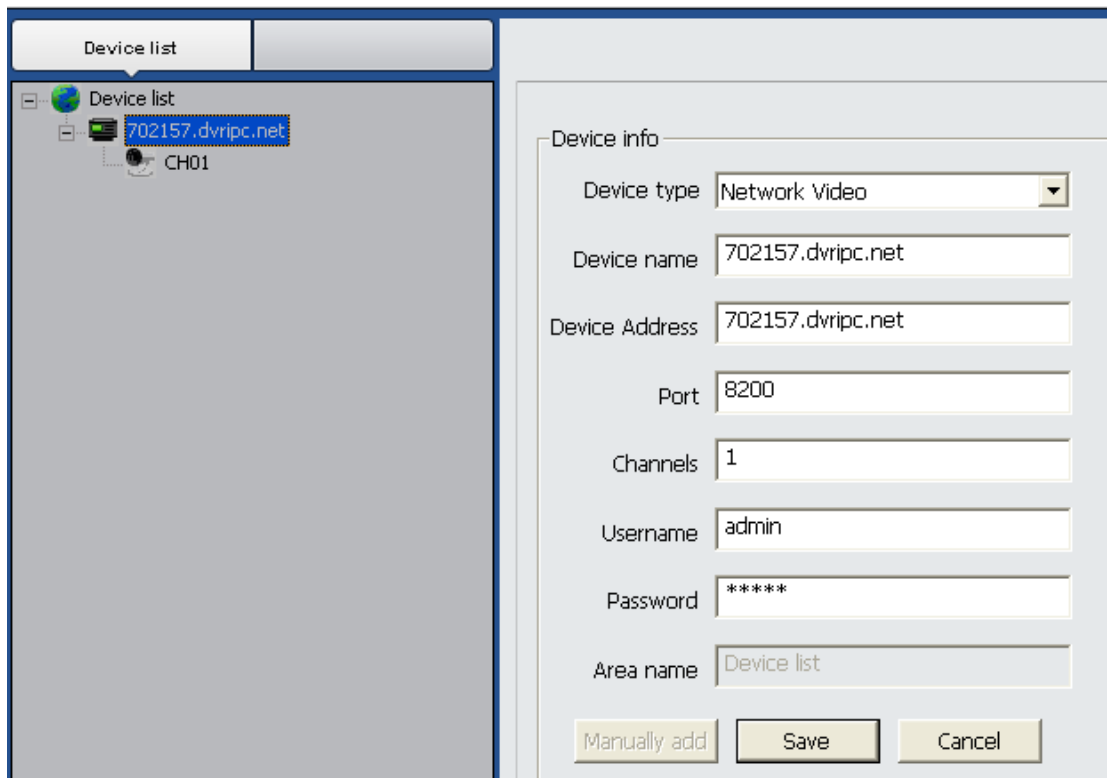 Device list
Device list
702157.dvripc.net
CH01
Device info
Device type Network Video
Device name 702157.dvripc.net
Device Address 702157.dvripc.net
Port 8200
Channels 1
Username admin
Password *****
Area name Device list
Manually add Save Cancel